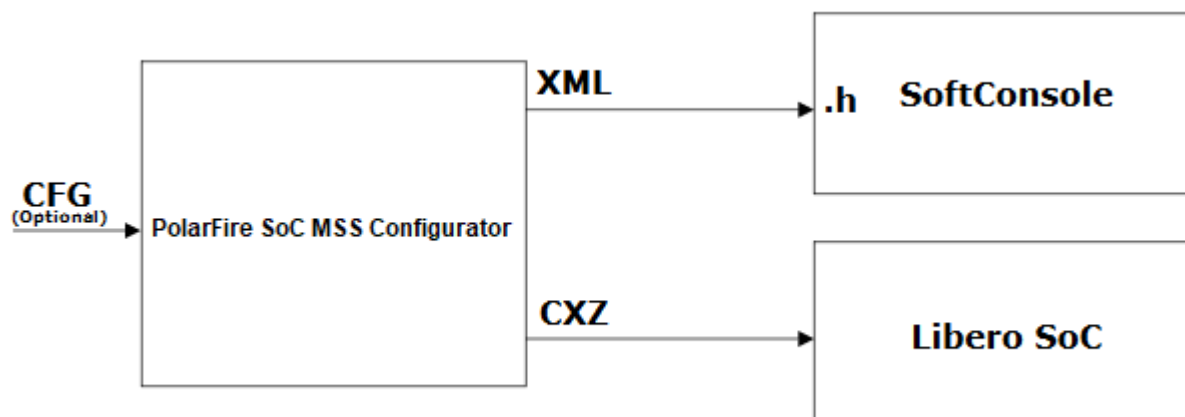 CFG
(Optional)
PolarFire SoC MSS Configurator
XML
.h SoftConsole
CXZ
Libero SoC